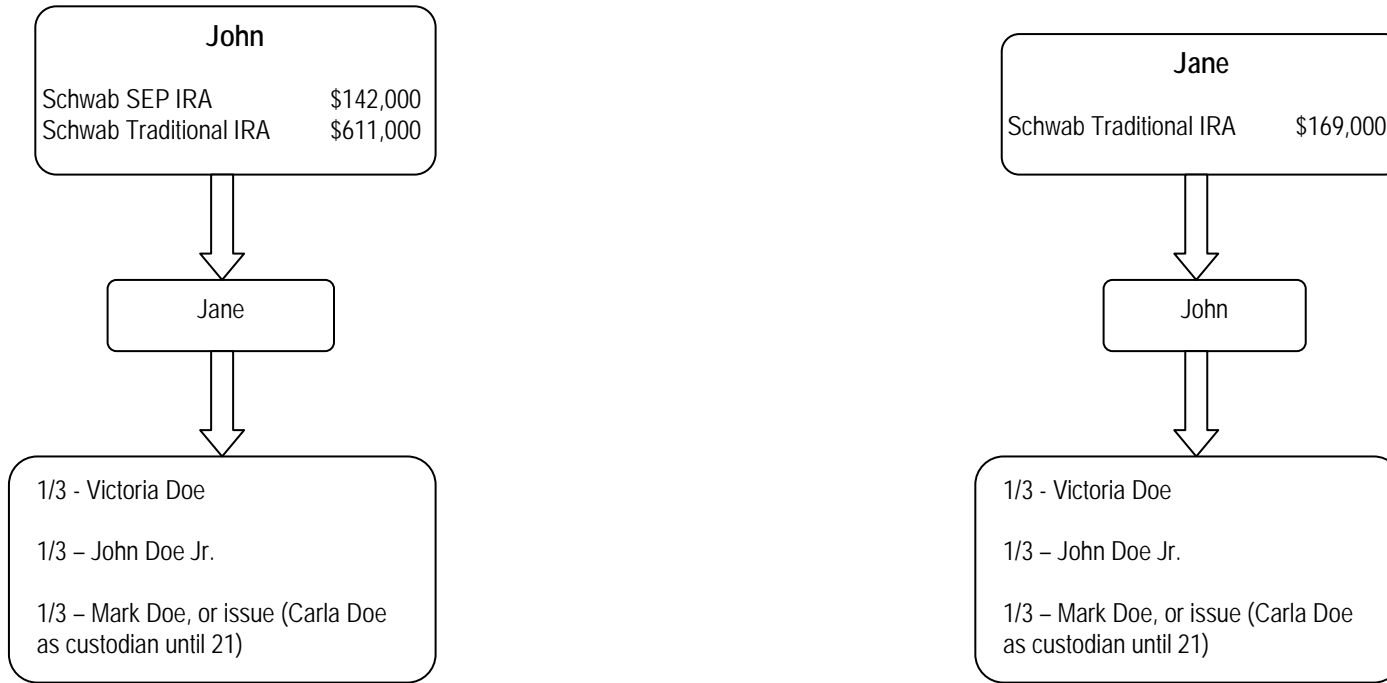 John
Schwab SEP IRA $142,000
Schwab Traditional IRA $611,000
Jane
1/3 - Victoria Doe
1/3 – John Doe Jr.
1/3 – Mark Doe, or issue (Carla Doe
as custodian until 21)
Jane
Schwab Traditional IRA $169,000
John
1/3 - Victoria Doe
1/3 – John Doe Jr.
1/3 – Mark Doe, or issue (Carla Doe
as custodian until 21)